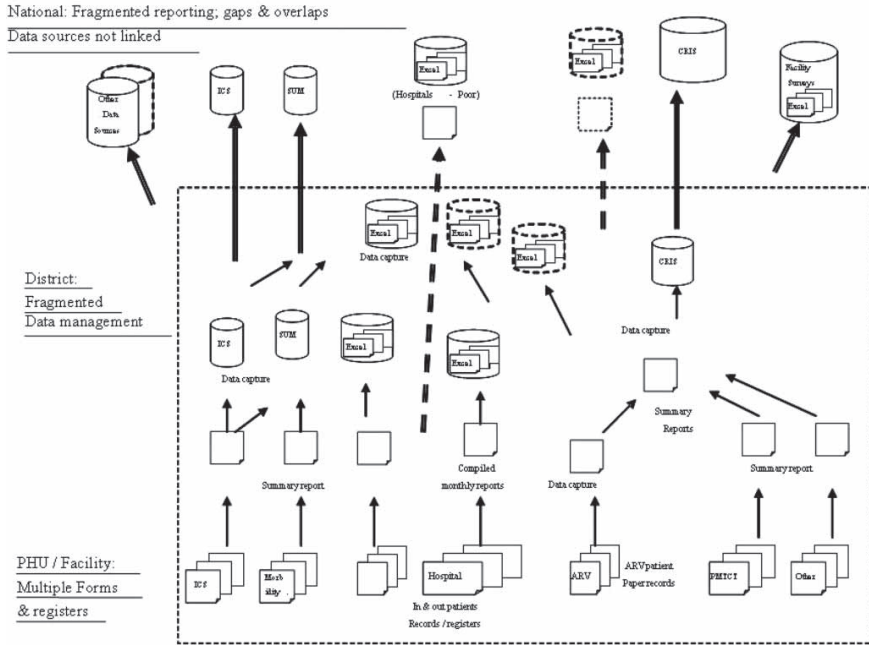 National: Fragmented reporting; gaps & overlaps
Data sources not linked
Other
Data
Sources
ICS
SUM
Excel
(Hospitals - Poor)
Excel
CRIS
Facility
Surveys
Excel
Excel
Data capture
Excel
Excel
CRIS
District:
Fragmented
Data management
ICS
SUM
Excel
Data capture
Excel
Data capture
Summary
Reports
Summary report
Compiled
monthly reports
Data capture
Summary report
PHU / Facility:
Multiple Forms
& registers
ICS
Morb
ility .
Hospital
In & out patients
Records / registers
ARV
ARV patient
Paper records
PMTCT
Other